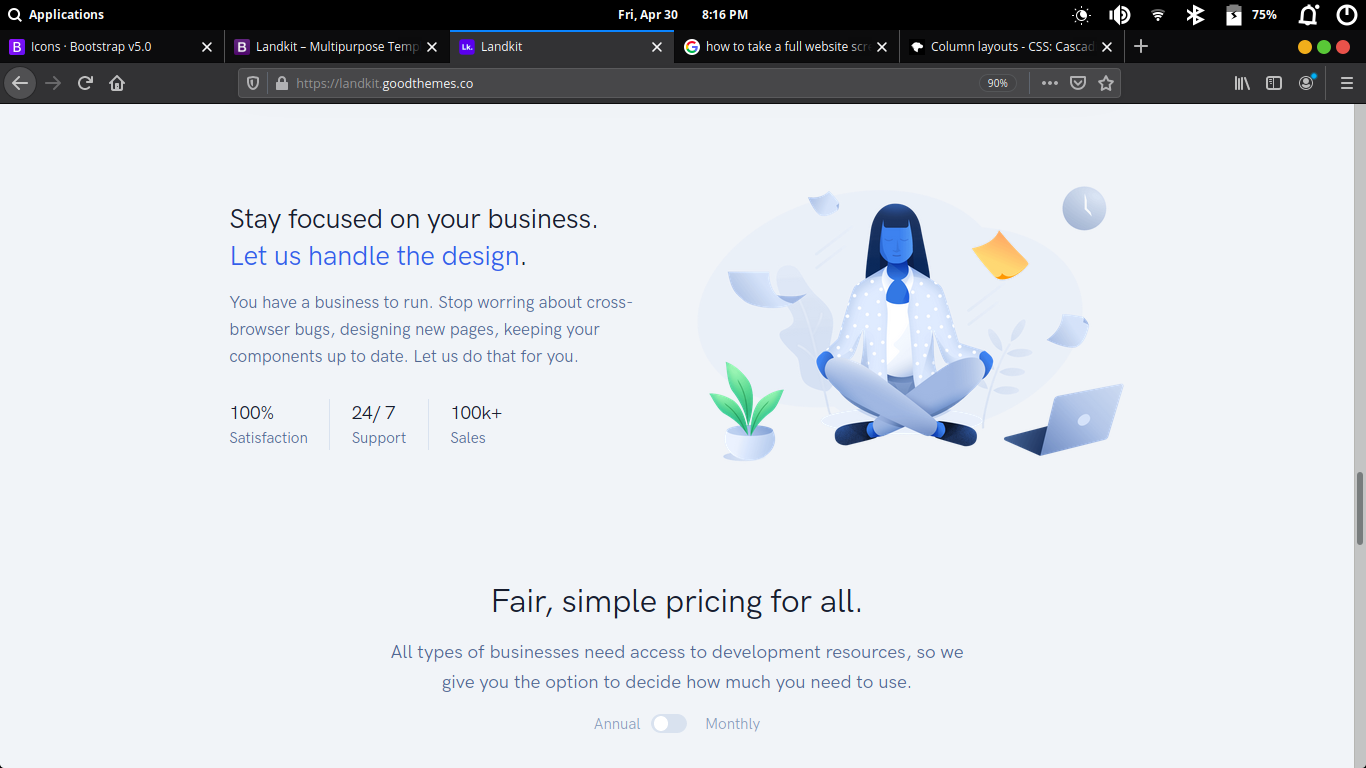 Applications
Fri, Apr 30 8:16 PM
75%
Icons · Bootstrap v5.0
Landkit – Multipurpose Temp
Lk. Landkit
how to take a full website scr
Column layouts - CSS: Cascad
https://landkit.goodthemes.co
90%
Stay focused on your business.
Let us handle the design.
You have a business to run. Stop worring about cross-
browser bugs, designing new pages, keeping your
components up to date. Let us do that for you.
100% 24/ 7 100k+
Satisfaction Support Sales
Fair, simple pricing for all.
All types of businesses need access to development resources, so we
give you the option to decide how much you need to use.
Annual Monthly